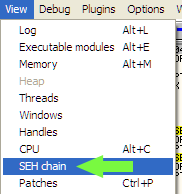 View Debug Plugins Options
Log Alt+L
Executable modules Alt+E
Memory Alt+M
Heap
Threads
Windows
Handles
CPU Alt+C
SEH chain
Patches Ctrl+P